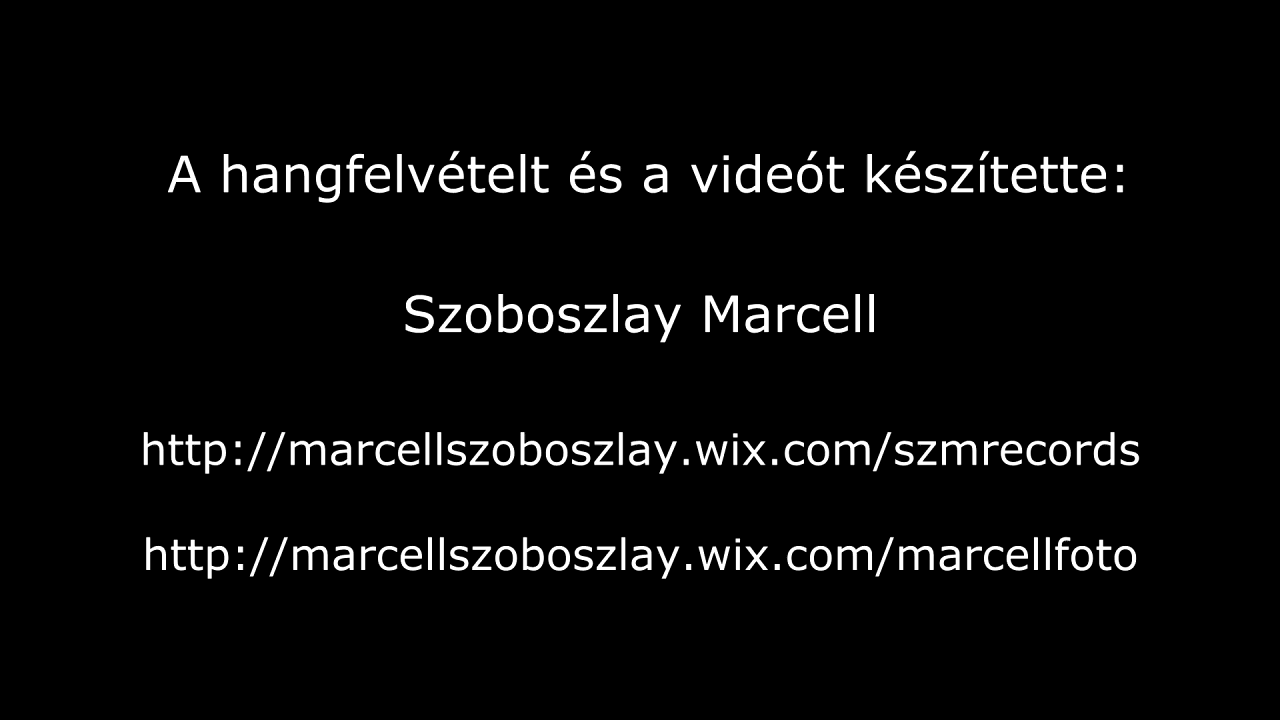 A hangfelvételt és a videót készítette:
Szoboszlay Marcell
http://marcellszoboszlay.wix.com/szmrecords
http://marcellszoboszlay.wix.com/marcellfoto